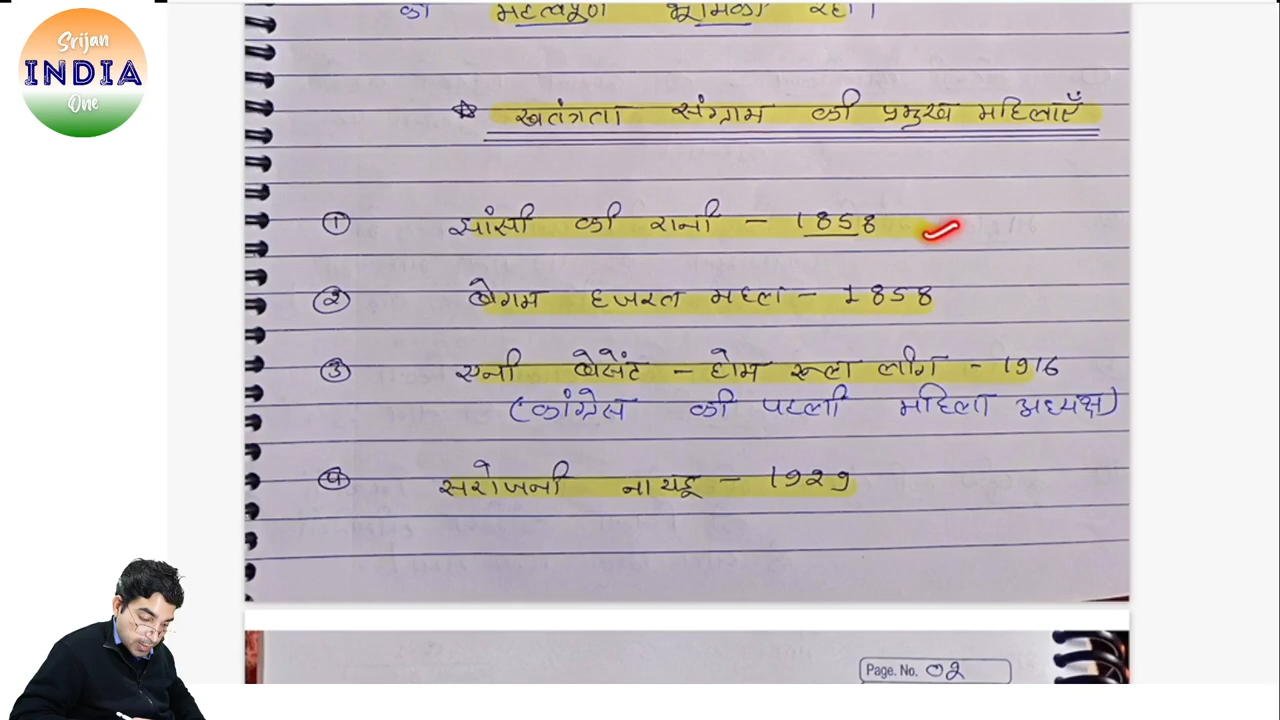 Srijan
INDIA
One
की महत्वपूर्ण भूमिका रही।
स्वतंत्रता संग्राम की प्रमुख महिलाएँ
① झांसी की रानी - 1858
② बेगम हजरत महल - 1858
③ एनी बेसेंट - होम रूल लीग - 1916
(कांग्रेस की पहली महिला अध्यक्ष)
④ सरोजनी नायडू - 1929
Page. No. 02